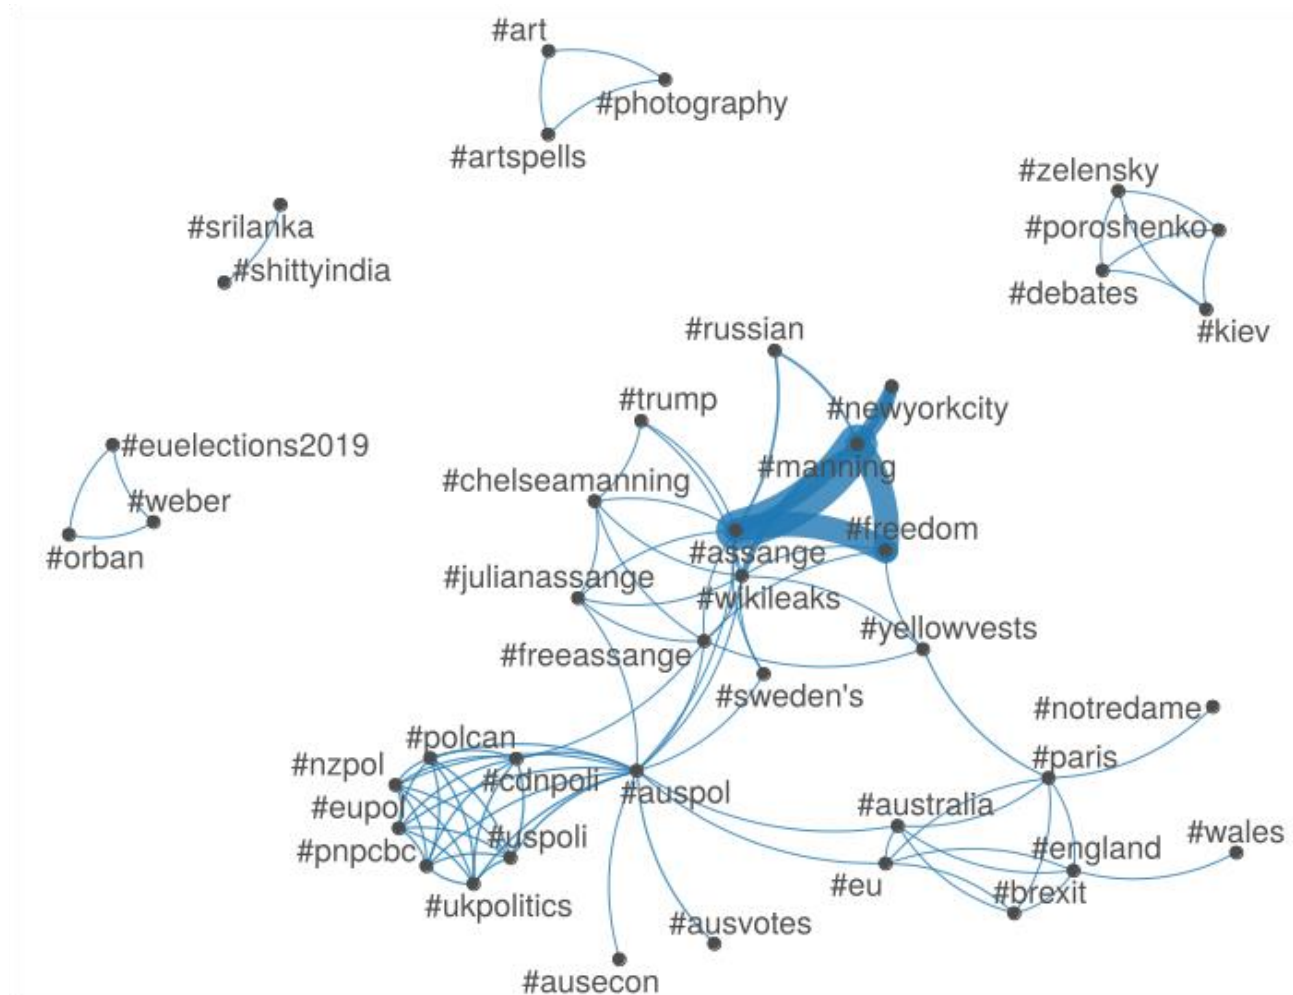 #art
#photography
#artspells
#zelensky
#srilanka
#poroshenko
#shittyindia
#debates
#kiev
#russian
#trump
#newyorkcity
#euelections2019
#manning
#chelseamanning
#weber
#freedom
#orban
#assange
#julianassange
#wikileaks
#yellowvests
#freeassange
#sweden's
#notredame
#polcan
#paris
#nzpol
#cdnpoli
#auspol
#eupol
#australia
#wales
#uspoli
#england
#pnpcbc
#eu
#brexit
#ukpolitics
#ausvotes
#ausecon